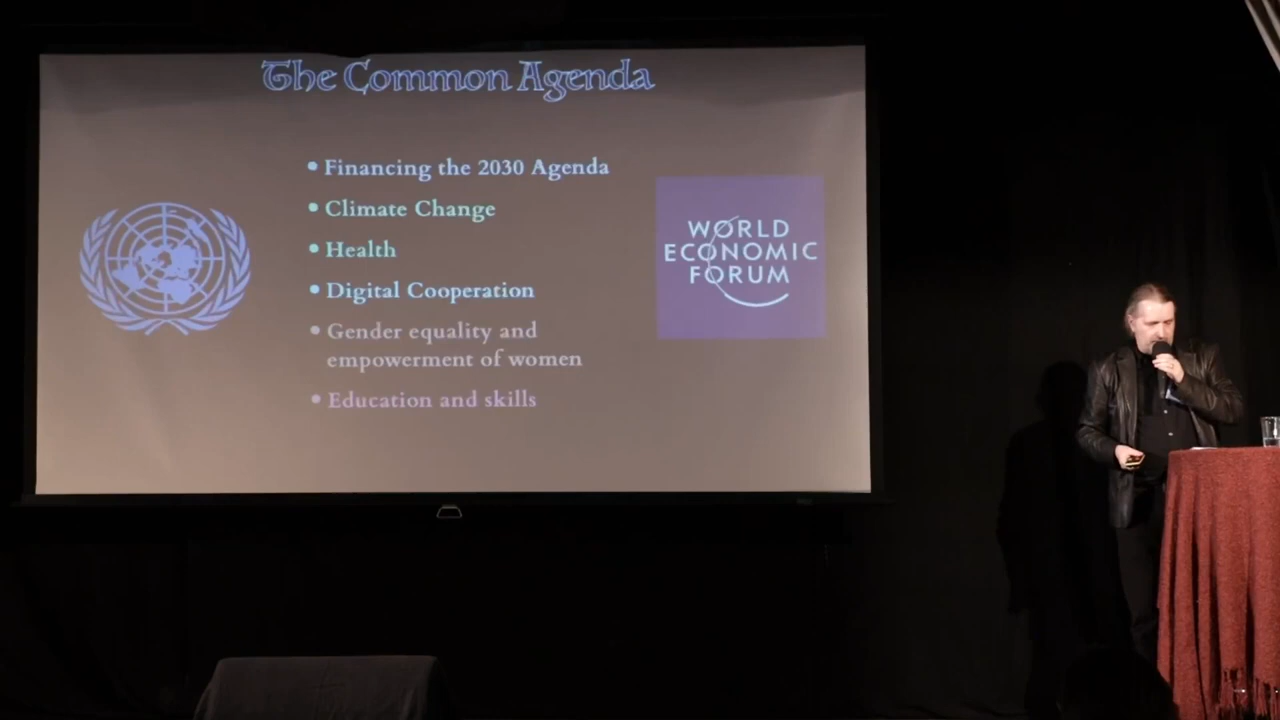 The Common Agenda
• Financing the 2030 Agenda
• Climate Change
• Health
• Digital Cooperation
• Gender equality and
empowerment of women
• Education and skills
WORLD
ECONOMIC
FORUM